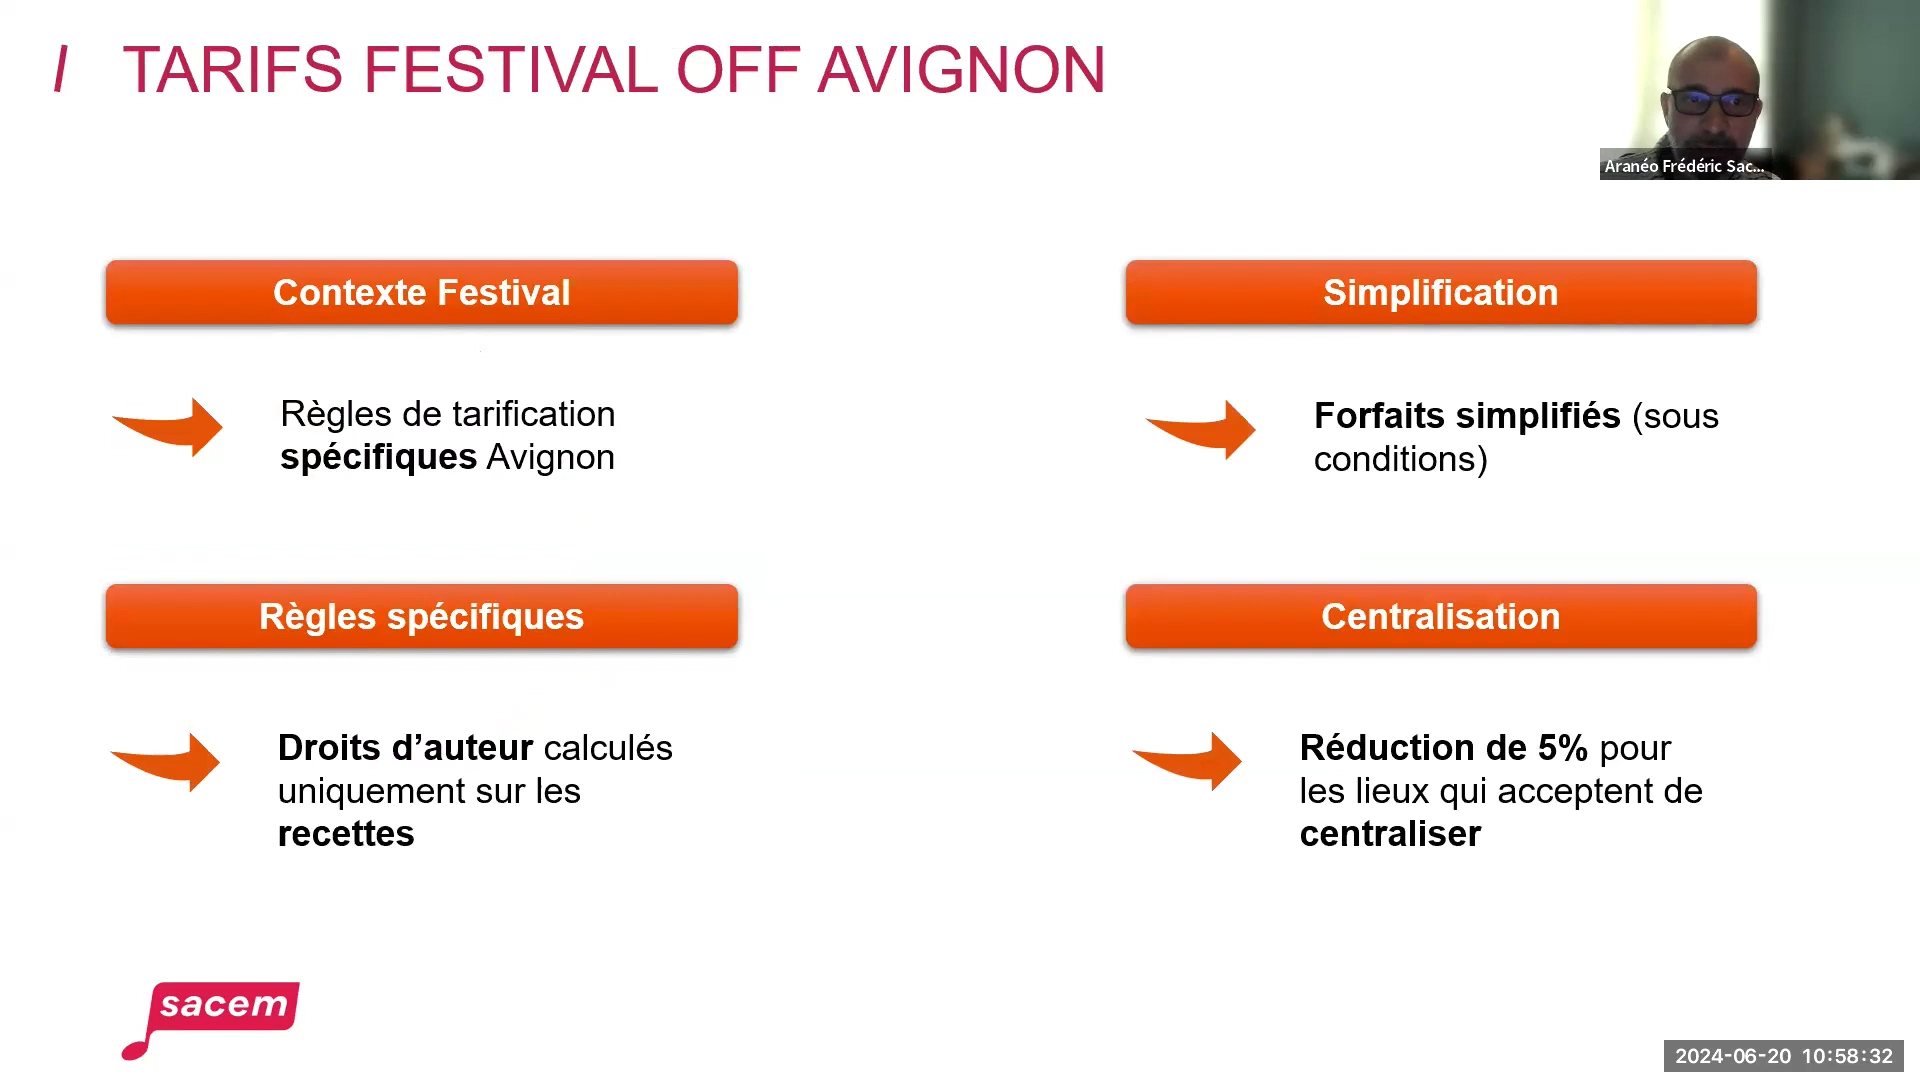 / TARIFS FESTIVAL OFF AVIGNON
Aranéo Frédéric Sac...
Contexte Festival
Règles de tarification
spécifiques Avignon
Simplification
Forfaits simplifiés (sous
conditions)
Règles spécifiques
Droits d’auteur calculés
uniquement sur les
recettes
Centralisation
Réduction de 5% pour
les lieux qui acceptent de
centraliser
sacem
2024-06-20 10:58:32